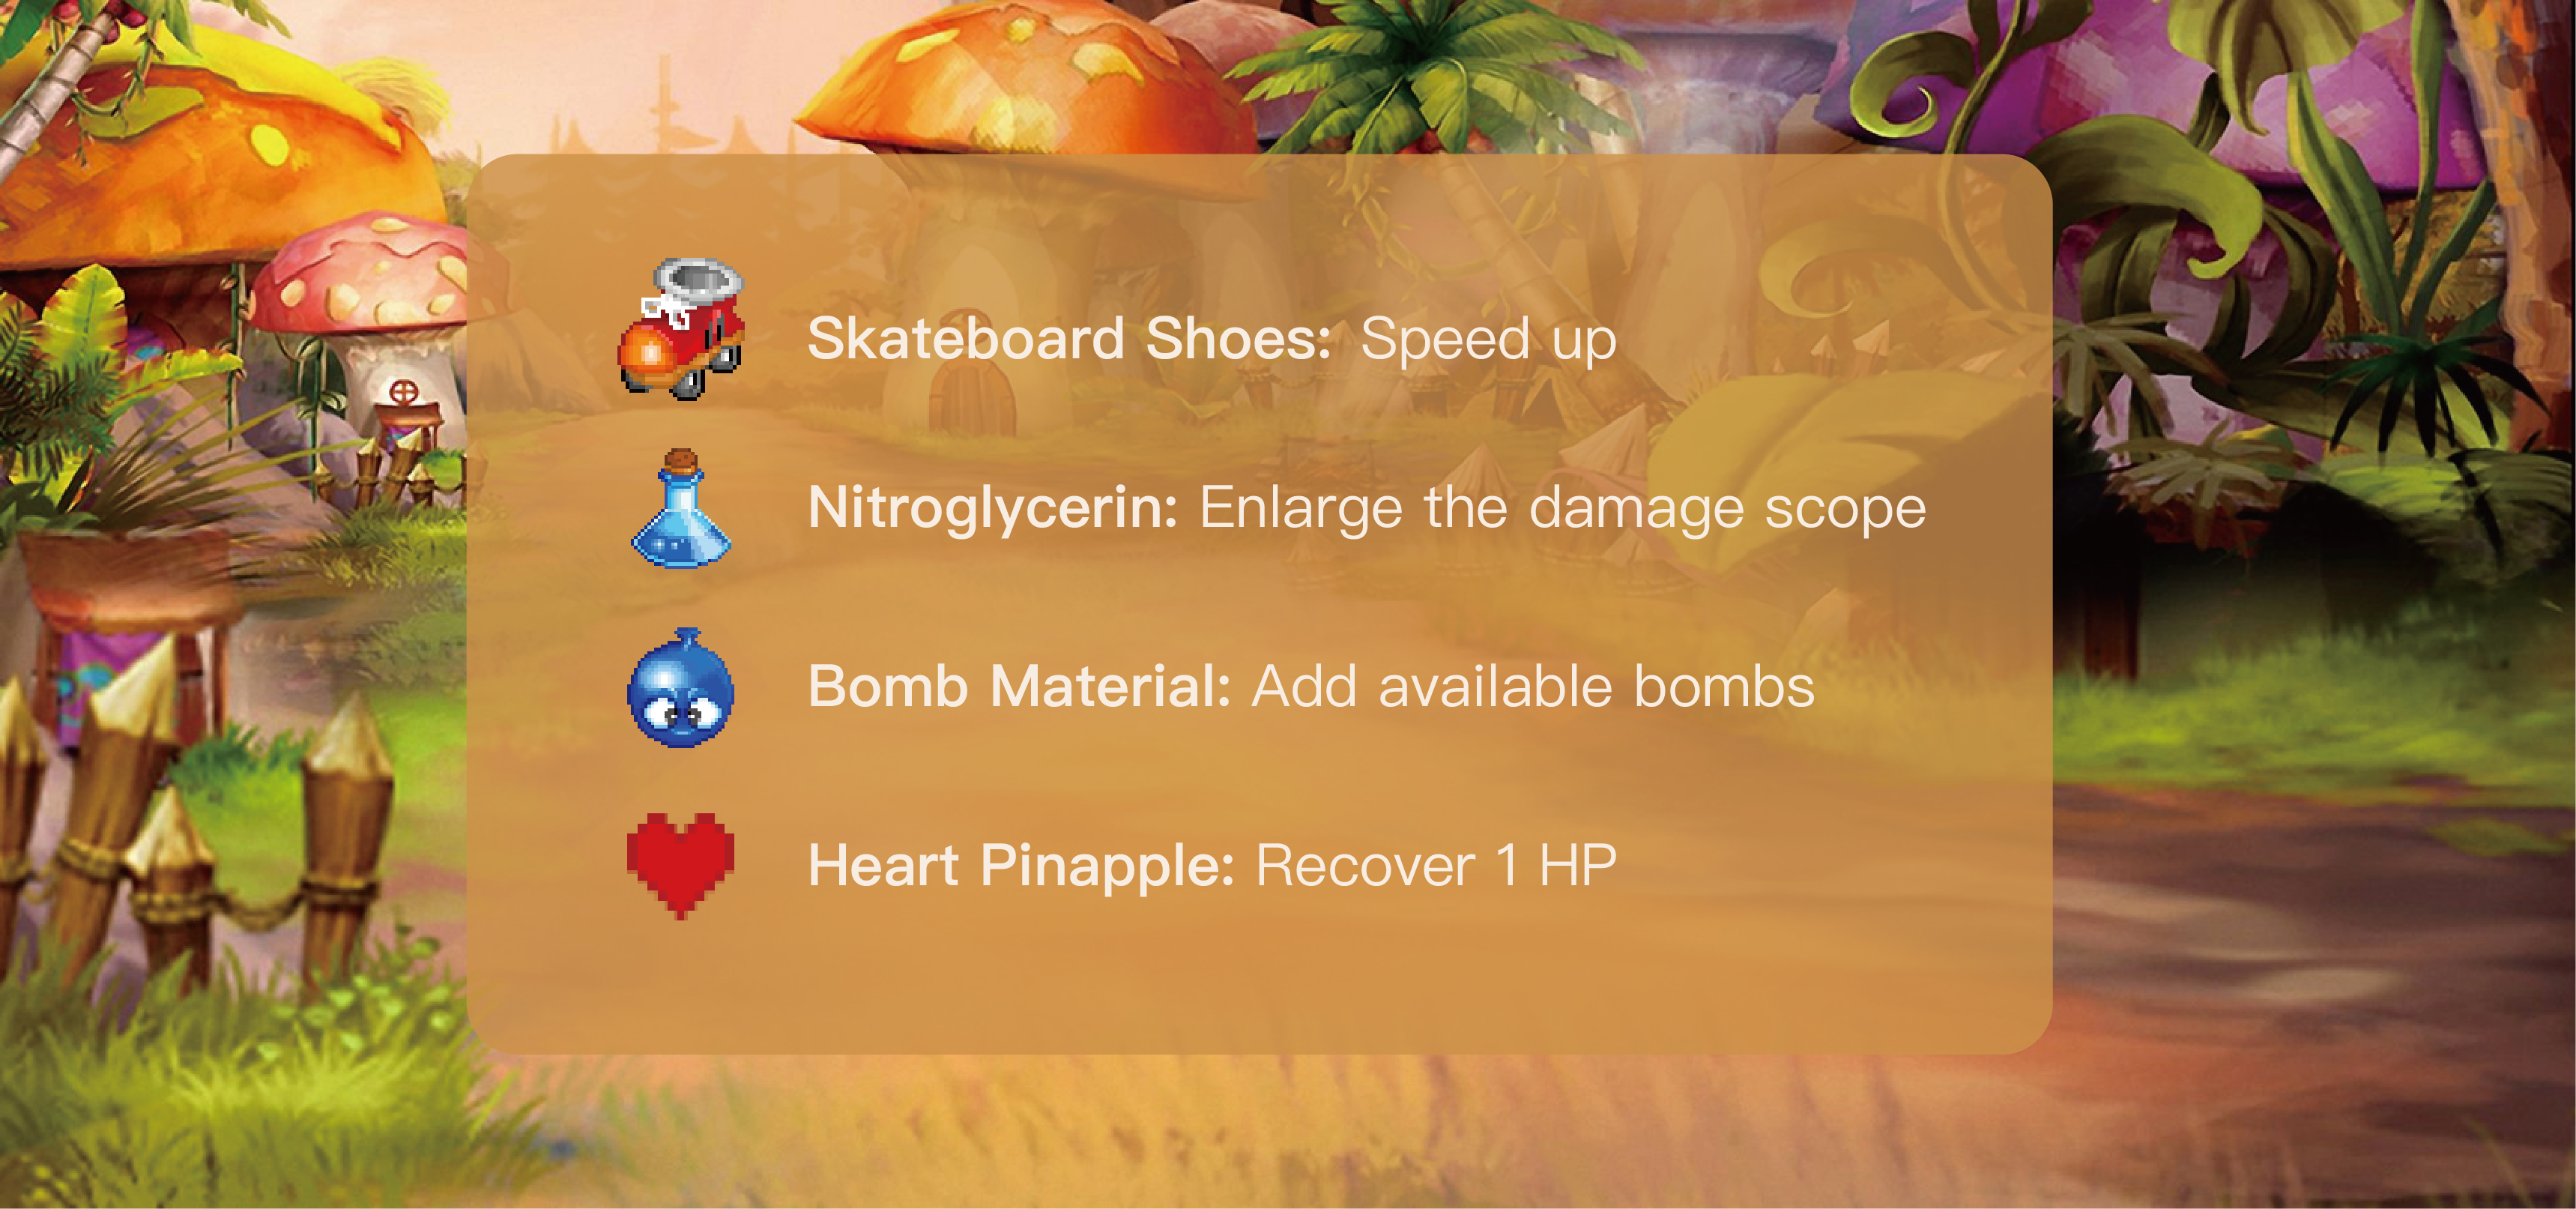 Skateboard Shoes: Speed up
Nitroglycerin: Enlarge the damage scope
Bomb Material: Add available bombs
Heart Pinapple: Recover 1 HP